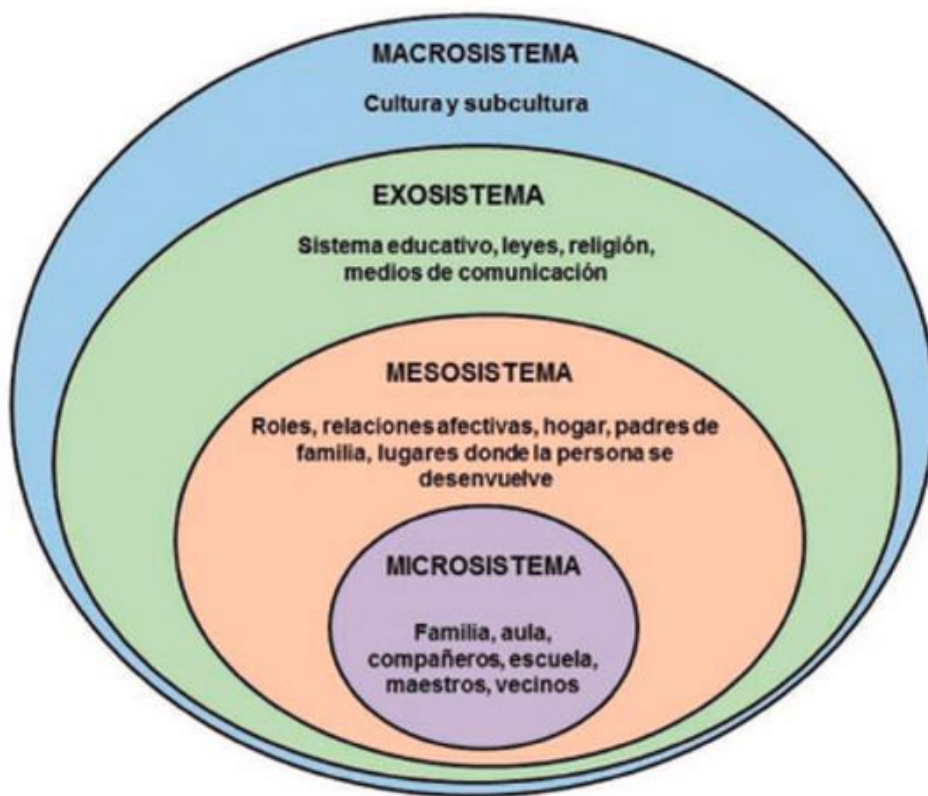 MACROSISTEMA
Cultura y subcultura
EXOSISTEMA
Sistema educativo, leyes, religión,
medios de comunicación
MESOSISTEMA
Roles, relaciones afectivas, hogar, padres de
familia, lugares donde la persona se
desenvuelve
MICROSISTEMA
Familia, aula,
compañeros, escuela,
maestros, vecinos